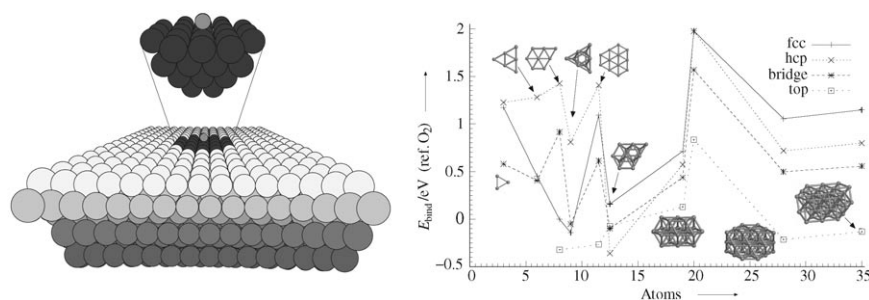 2
1.5
1
0.5
0
−0.5
E_bind/eV (ref. O₂)
fcc
hcp
bridge
top
0 5 10 15 20 25 30 35
Atoms